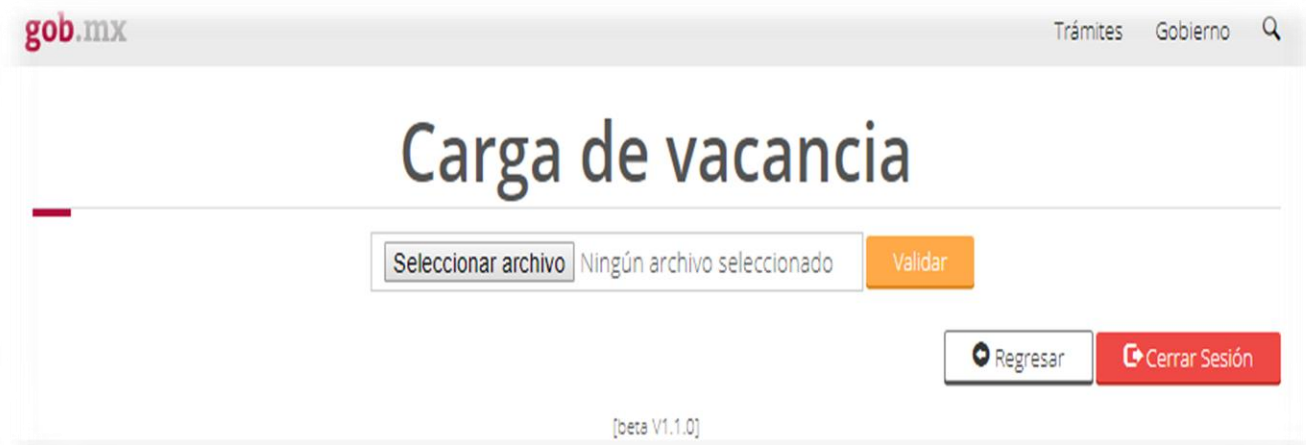 gob.mx Trámites Gobierno
Carga de vacancia
Seleccionar archivo Ningún archivo seleccionado Validar
Regresar Cerrar Sesión
[beta V1.1.0]